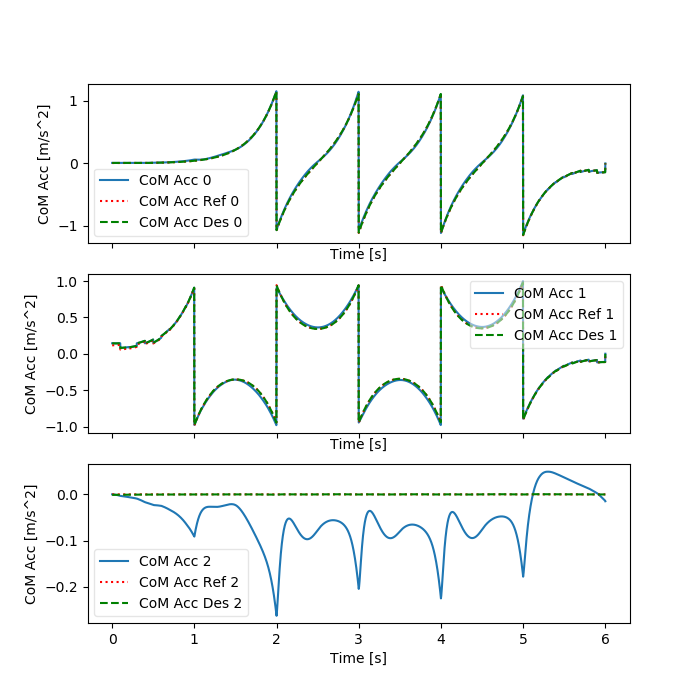 CoM Acc [m/s^2]
1
0
−1
CoM Acc 0
CoM Acc Ref 0
CoM Acc Des 0
Time [s]
CoM Acc [m/s^2]
1.0
0.5
0.0
−0.5
−1.0
CoM Acc 1
CoM Acc Ref 1
CoM Acc Des 1
Time [s]
CoM Acc [m/s^2]
0.0
−0.1
−0.2
CoM Acc 2
CoM Acc Ref 2
CoM Acc Des 2
0 1 2 3 4 5 6
Time [s]